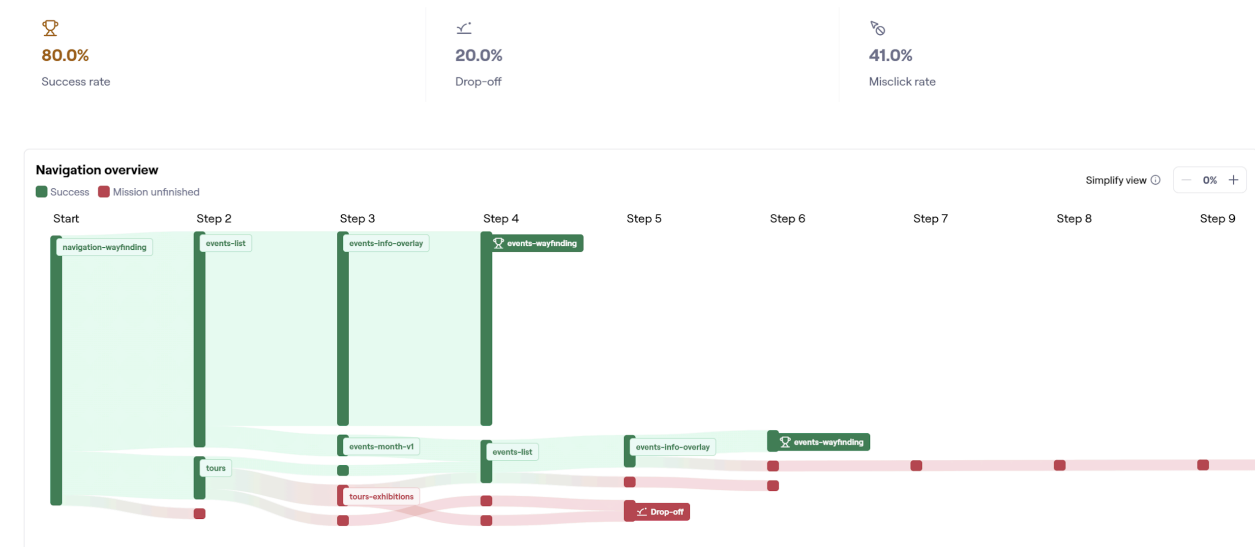 80.0%
Success rate
20.0%
Drop-off
41.0%
Misclick rate
Navigation overview
Success
Mission unfinished
Simplify view
0%
Start
Step 2
Step 3
Step 4
Step 5
Step 6
Step 7
Step 8
Step 9
navigation-wayfinding
events-list
events-info-overlay
events-wayfinding
events-month-v1
events-list
events-info-overlay
events-wayfinding
tours
tours-exhibitions
Drop-off